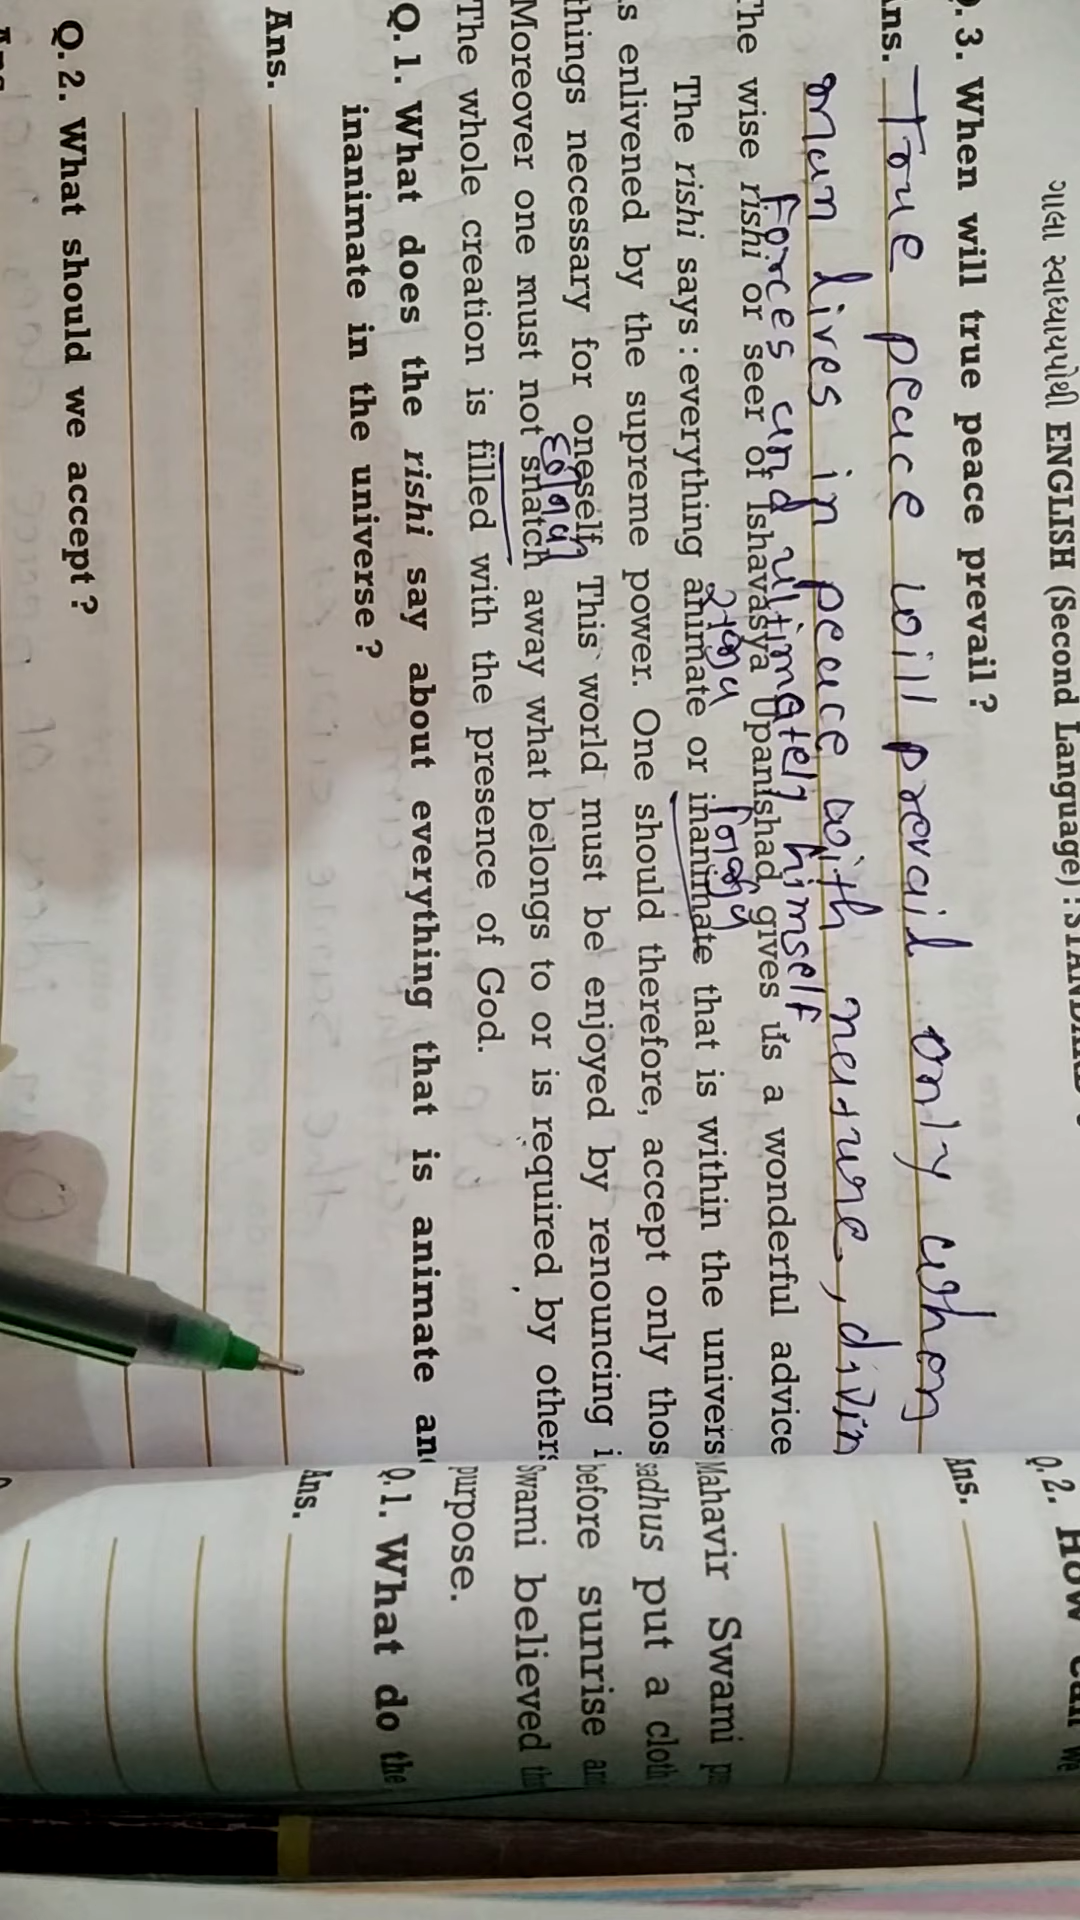 ગાલા સ્વાધ્યાયપોથી ENGLISH (Second Language) :
3. When will true peace prevail ?
Ans. True peace will prevail only when
man lives in peace with nature, divin
Forces and ultimately himself
The wise rishi or seer of Ishavasya Upanishad gives us a wonderful advice
The rishi says : everything animate or inanimate that is within the univers
is enlivened by the supreme power. One should therefore, accept only thos
things necessary for oneself. This world must be enjoyed by renouncing i
Moreover one must not snatch away what belongs to or is required by others
The whole creation is filled with the presence of God.
Q. 1. What does the rishi say about everything that is animate and
inanimate in the universe ?
Ans.
Q. 2. What should we accept ?
Q. 2. How can we
Ans.
Mahavir Swami
sadhus put a cloth
before sunrise
Swami believed
purpose.
Q. 1. What do the
Ans.